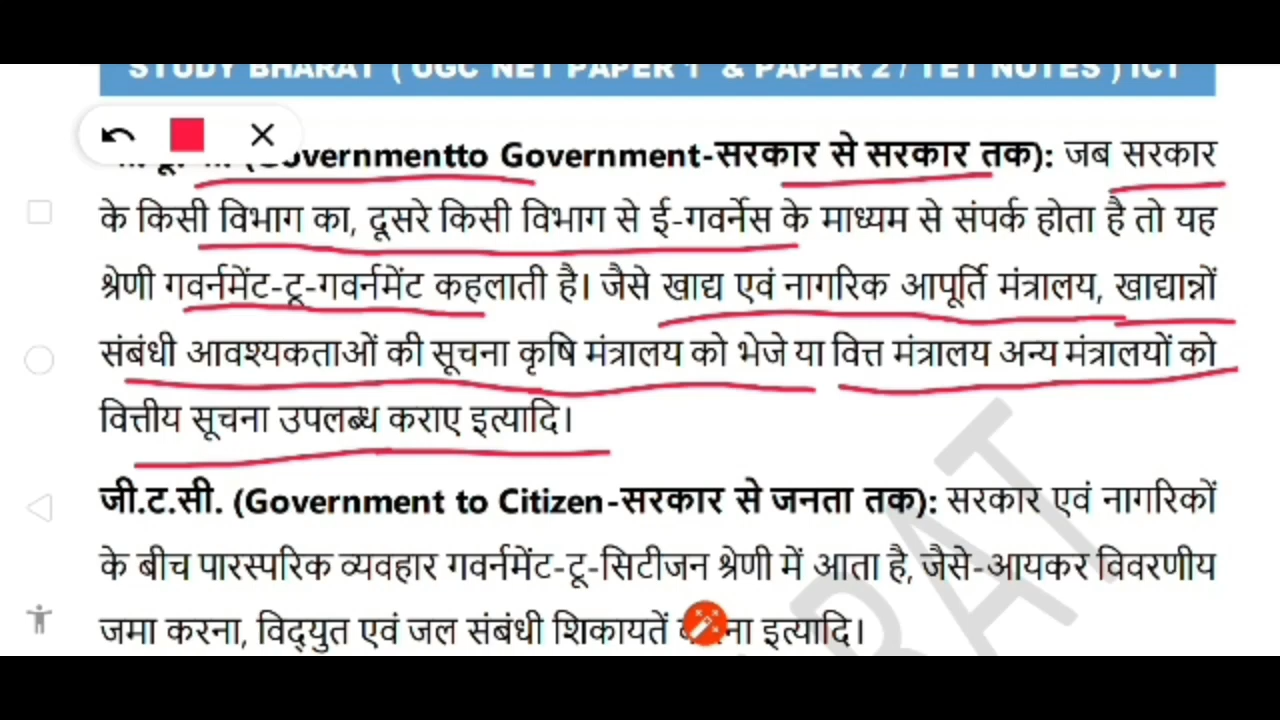 STUDY BHARAT ( UGC NET PAPER 1 & PAPER 2 / TET NOTES ) ICT
(Governmentto Government-सरकार से सरकार तक): जब सरकार
के किसी विभाग का, दूसरे किसी विभाग से ई-गवर्नेस के माध्यम से संपर्क होता है तो यह
श्रेणी गवर्नमेंट-टू-गवर्नमेंट कहलाती है। जैसे खाद्य एवं नागरिक आपूर्ति मंत्रालय, खाद्यान्नों
संबंधी आवश्यकताओं की सूचना कृषि मंत्रालय को भेजे या वित्त मंत्रालय अन्य मंत्रालयों को
वित्तीय सूचना उपलब्ध कराए इत्यादि।
जी.ट.सी. (Government to Citizen-सरकार से जनता तक): सरकार एवं नागरिकों
के बीच पारस्परिक व्यवहार गवर्नमेंट-टू-सिटीजन श्रेणी में आता है, जैसे-आयकर विवरणीय
जमा करना, विद्युत एवं जल संबंधी शिकायतें इत्यादि।